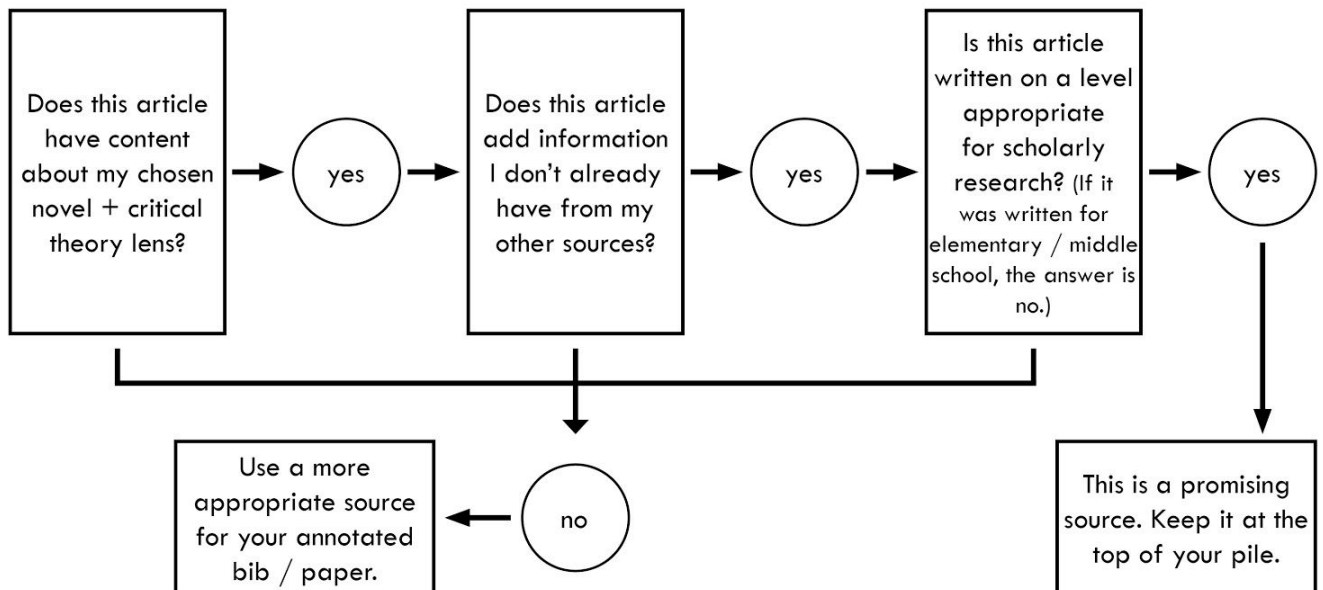 Does this article
have content
about my chosen
novel + critical
theory lens?
yes
Does this article
add information
I don’t already
have from my
other sources?
yes
Is this article
written on a level
appropriate
for scholarly
research? (If it
was written for
elementary / middle
school, the answer is
no.)
yes
Use a more
appropriate source
for your annotated
bib / paper.
no
This is a promising
source. Keep it at the
top of your pile.